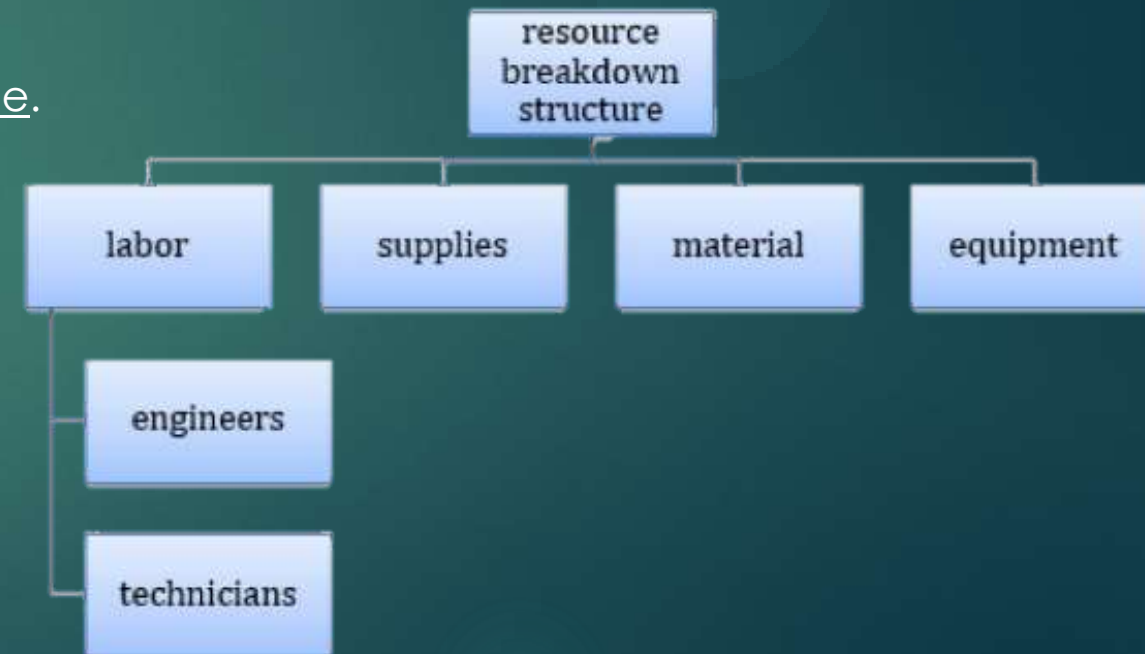 e.
resource
breakdown
structure
labor
supplies
material
equipment
engineers
technicians